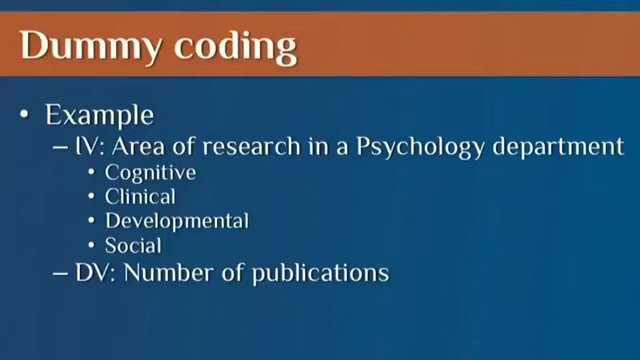 Dummy coding
• Example
– IV: Area of research in a Psychology department
• Cognitive
• Clinical
• Developmental
• Social
– DV: Number of publications